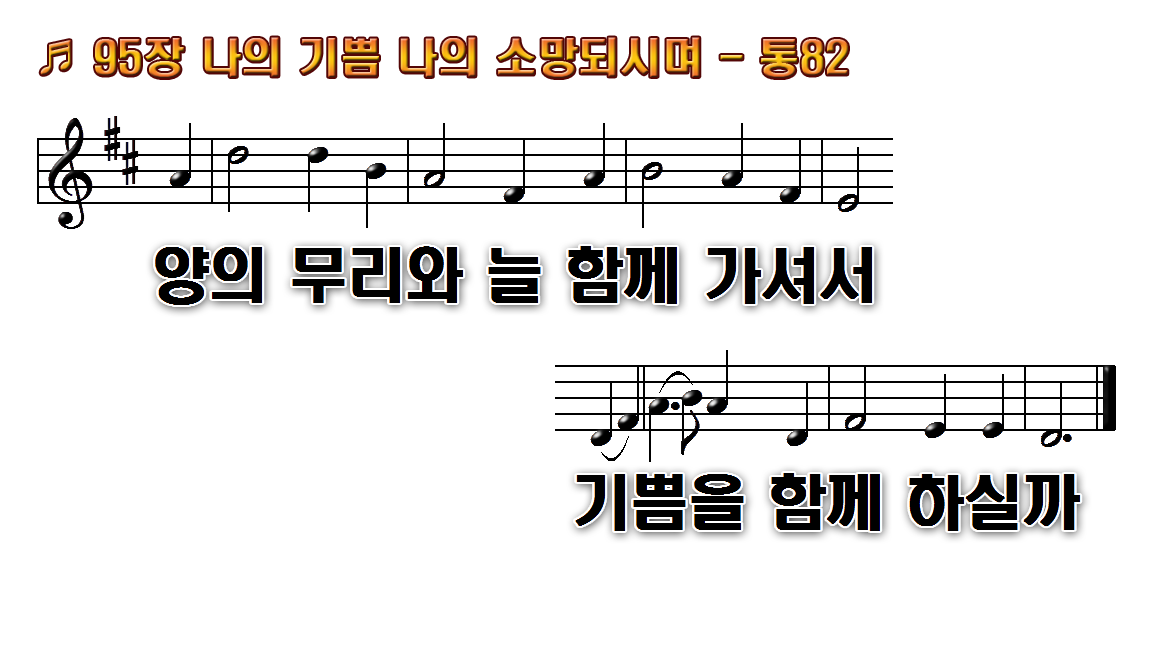 ♬ 95장 나의 기쁨 나의 소망되시며 - 통82
양의 무리와 늘 함께 가셔서
기쁨을 함께 하실까